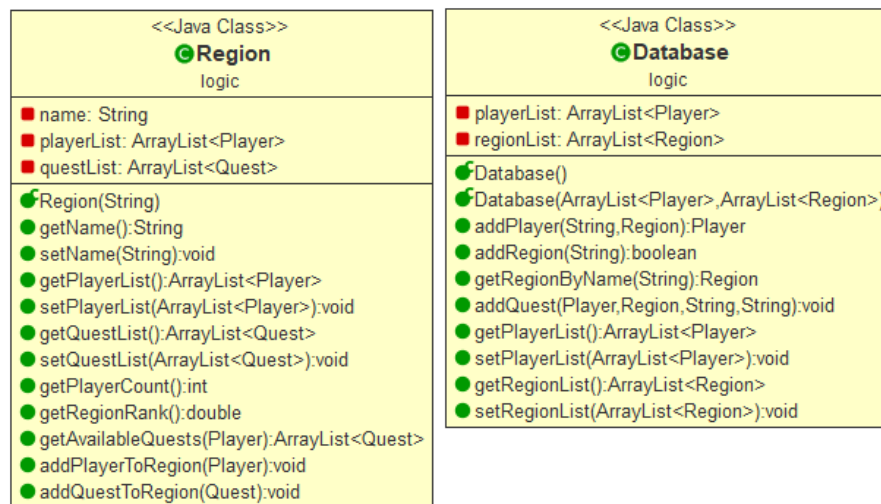 <<Java Class>>
Region
logic
name: String
playerList: ArrayList<Player>
questList: ArrayList<Quest>
Region(String)
getName():String
setName(String):void
getPlayerList():ArrayList<Player>
setPlayerList(ArrayList<Player>):void
getQuestList():ArrayList<Quest>
setQuestList(ArrayList<Quest>):void
getPlayerCount():int
getRegionRank():double
getAvailableQuests(Player):ArrayList<Quest>
addPlayerToRegion(Player):void
addQuestToRegion(Quest):void
<<Java Class>>
Database
logic
playerList: ArrayList<Player>
regionList: ArrayList<Region>
Database()
Database(ArrayList<Player>,ArrayList<Region>)
addPlayer(String,Region):Player
addRegion(String):boolean
getRegionByName(String):Region
addQuest(Player,Region,String,String):void
getPlayerList():ArrayList<Player>
setPlayerList(ArrayList<Player>):void
getRegionList():ArrayList<Region>
setRegionList(ArrayList<Region>):void